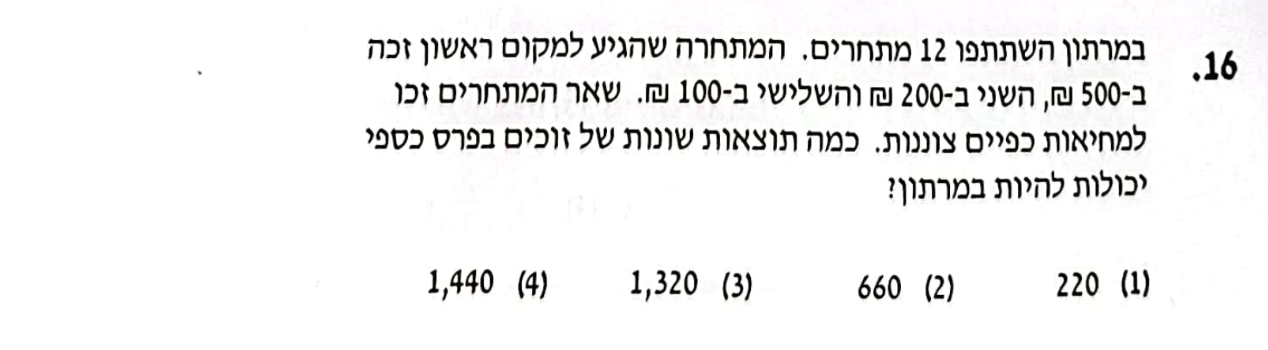 16. במרתון השתתפו 12 מתחרים. המתחרה שהגיע למקום ראשון זכה
ב-500 ₪, השני ב-200 ₪ והשלישי ב-100 ₪. שאר המתחרים זכו
למחיאות כפיים צוננות. כמה תוצאות שונות של זוכים בפרס כספי
יכולות להיות במרתון?
(1) 220 (2) 660 (3) 1,320 (4) 1,440